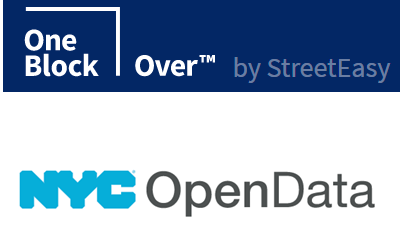 One
Block Over™ by StreetEasy
NYC OpenData